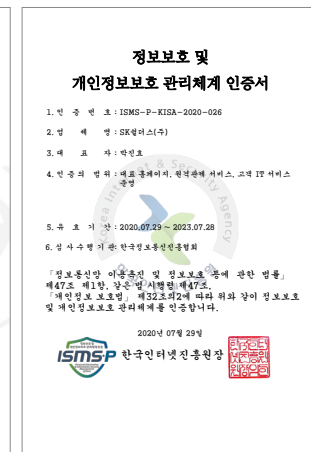 정보보호 및
개인정보보호 관리체계 인증서
1. 인 증 번 호 : ISMS-P-KISA-2020-026
2. 업 체 명 : SK쉴더스(주)
3. 대 표 자 : 박진효
4. 인증의 범위 : 대표 홈페이지, 원격관제 서비스, 고객 IT 서비스
운영
5. 유 효 기 간 : 2020.07.29 ~ 2023.07.28
6. 심사수행기관: 한국정보통신진흥협회
「정보통신망 이용촉진 및 정보보호 등에 관한 법률」
제47조 제1항, 같은 법 시행령 제47조,
「개인정보 보호법」 제32조의2에 따라 위와 같이 정보보호
및 개인정보보호 관리체계를 인증합니다.
2020년 07월 29일
ISMS-P 한국인터넷진흥원장